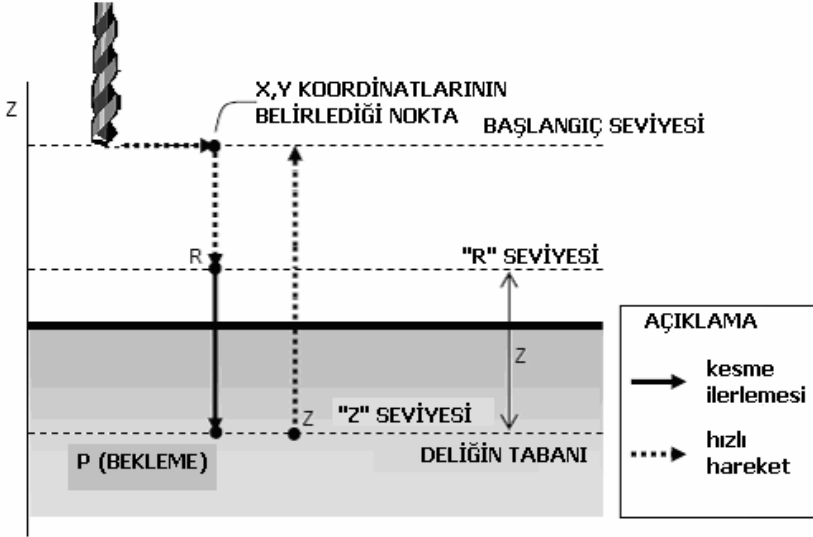 Z
X,Y KOORDİNATLARININ
BELİRLEDİĞİ NOKTA
BAŞLANGIÇ SEVİYESİ
R
"R" SEVİYESİ
Z
"Z" SEVİYESİ
Z
P (BEKLEME)
DELİĞİN TABANI
AÇIKLAMA
kesme
ilerlemesi
hızlı
hareket